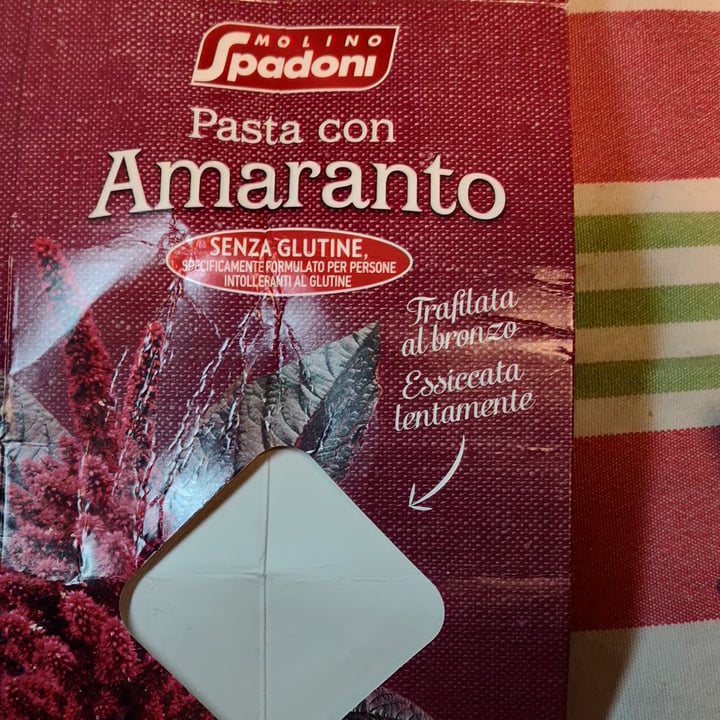 MOLINO
Spadoni
Pasta con
Amaranto
SENZA GLUTINE,
SPECIFICAMENTE FORMULATO PER PERSONE
INTOLLERANTI AL GLUTINE
Trafilata
al bronzo
Essiccata
lentamente